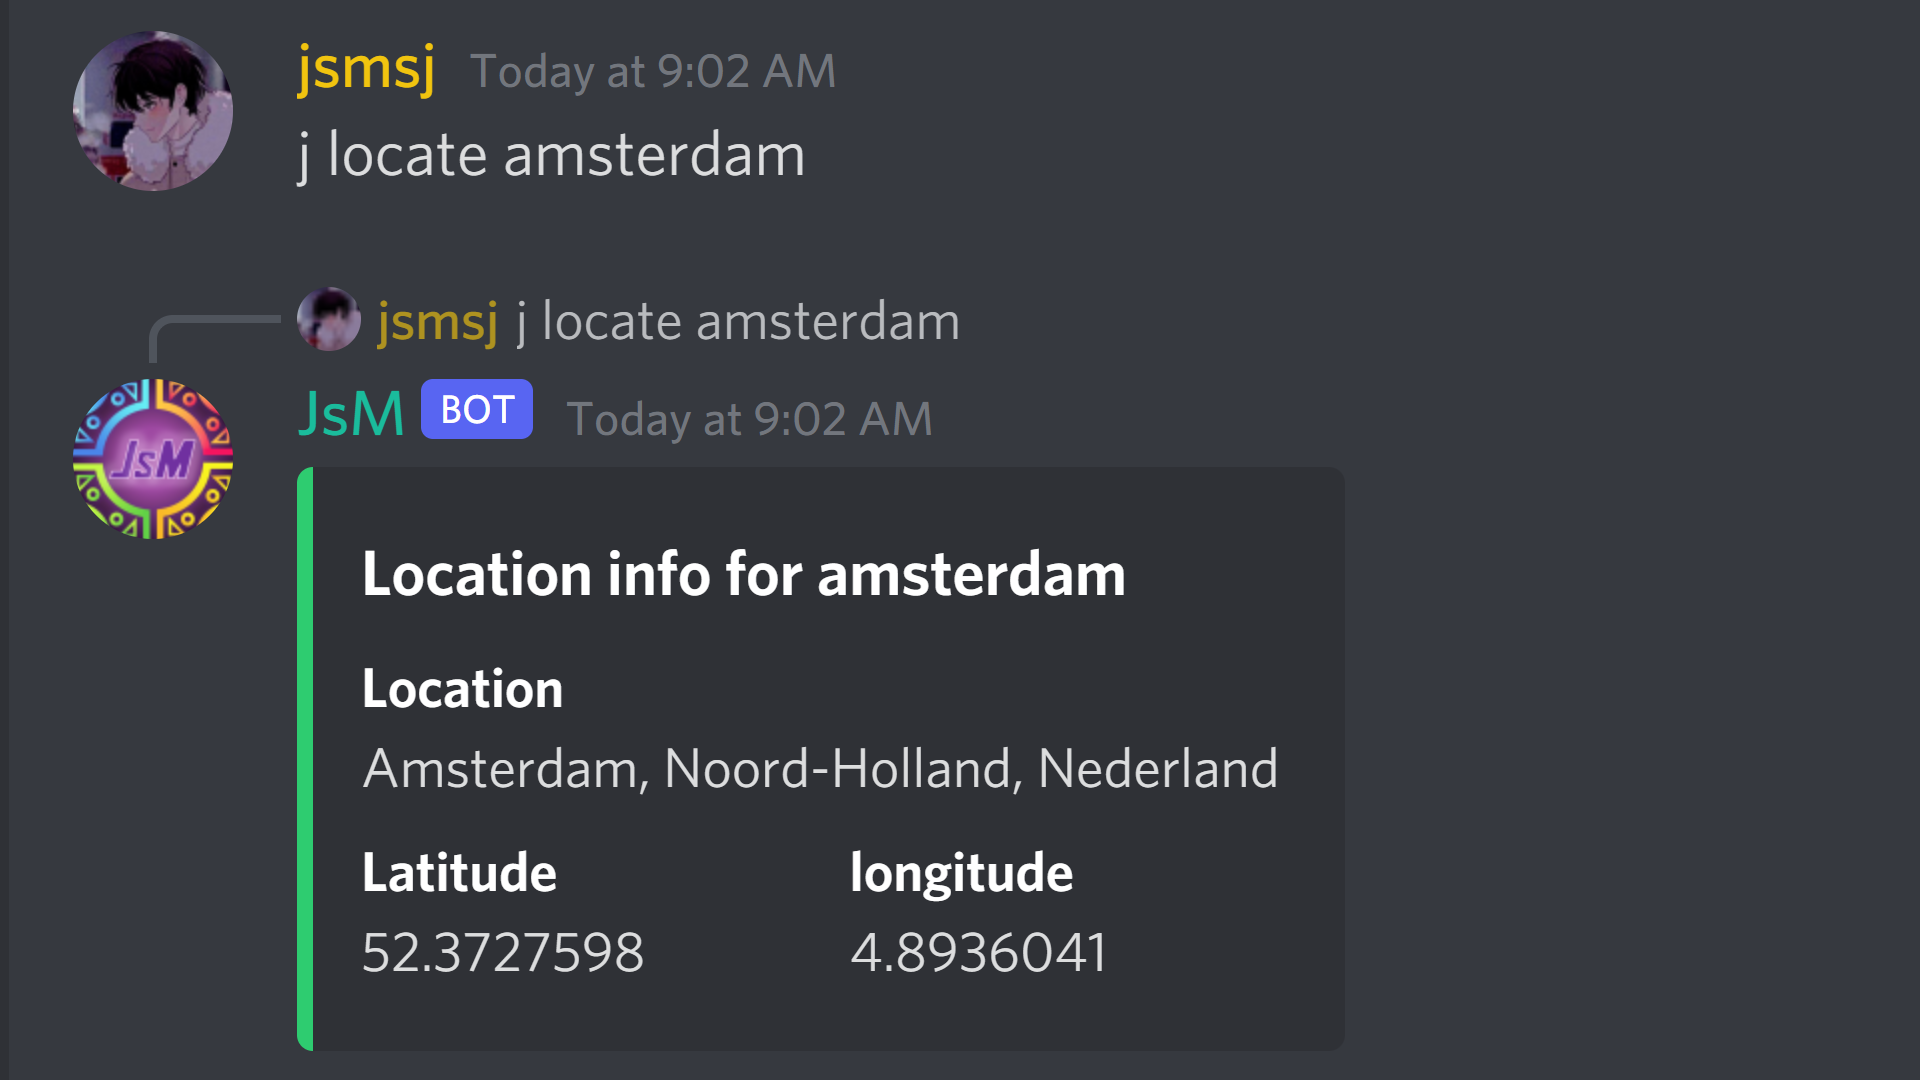 jsmsj Today at 9:02 AM
j locate amsterdam
jsmsj j locate amsterdam
JsM BOT Today at 9:02 AM
JsM
Location info for amsterdam
Location
Amsterdam, Noord-Holland, Nederland
Latitude longitude
52.3727598 4.8936041